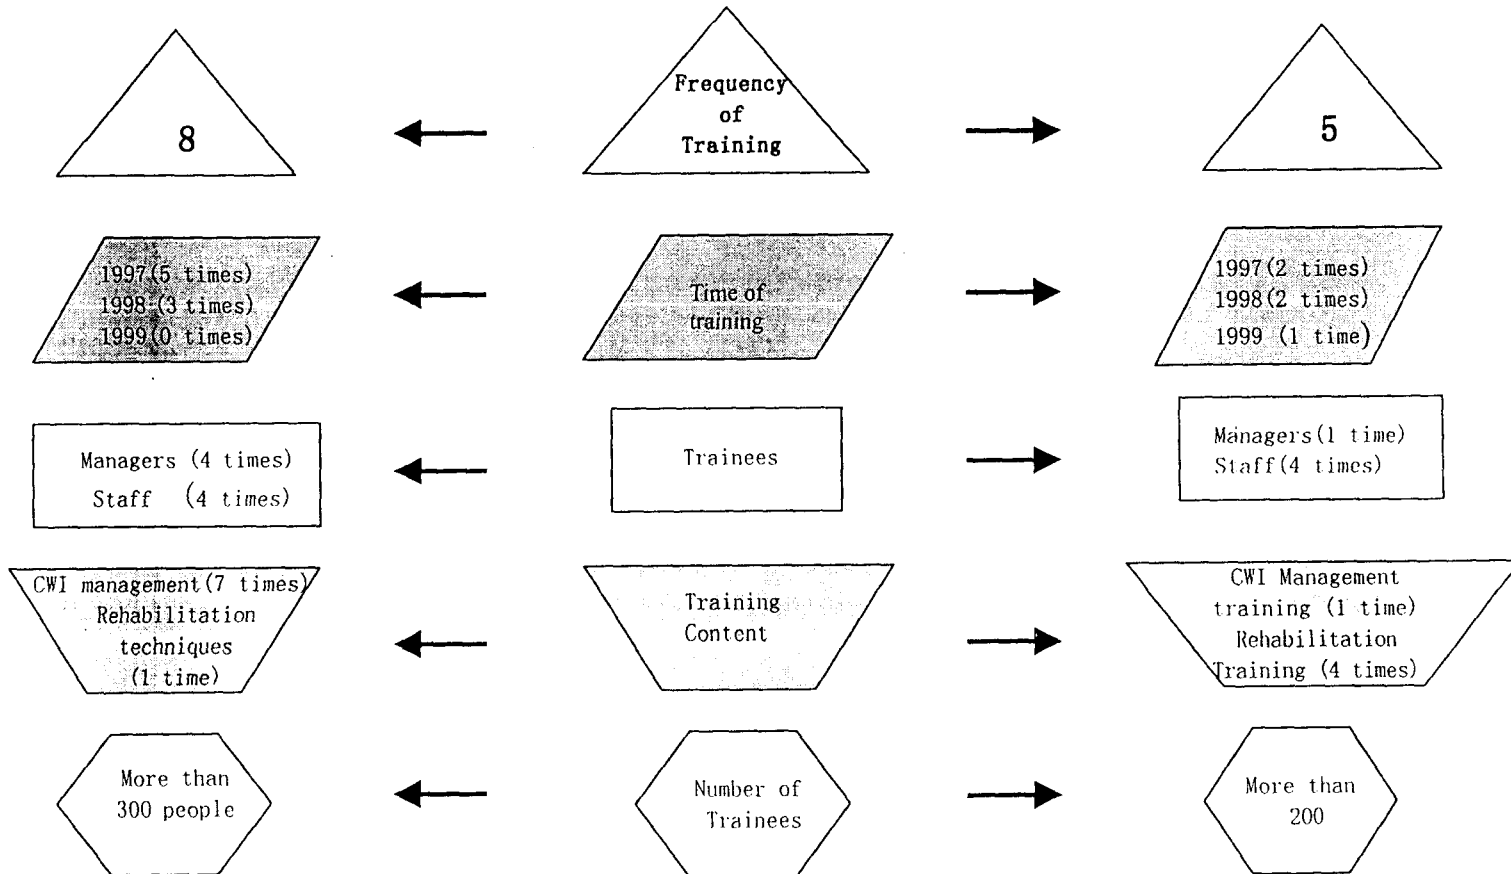 8
Frequency
of
Training
5
1997(5 times)
1998 (3 times)
1999(0 times)
Time of
training
1997(2 times)
1998(2 times)
1999 (1 time)
Managers (4 times)
Staff (4 times)
Trainees
Managers(1 time)
Staff(4 times)
CWI management(7 times)
Rehabilitation
techniques
(1 time)
Training
Content
CWI Management
training (1 time)
Rehabilitation
Training (4 times)
More than
300 people
Number of
Trainees
More than
200